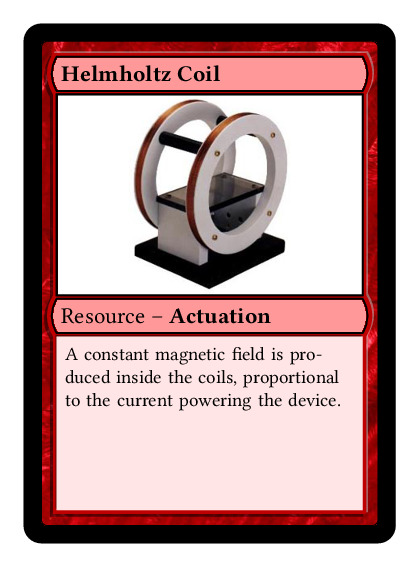 Helmholtz Coil
Resource – Actuation
A constant magnetic field is pro-
duced inside the coils, proportional
to the current powering the device.